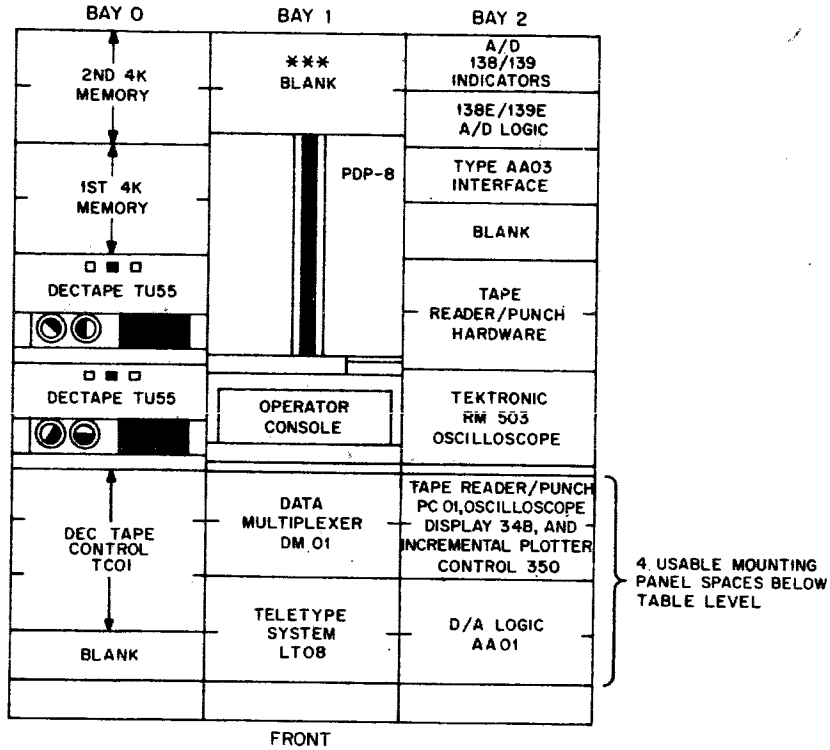 BAY 0
BAY 1
BAY 2
2ND 4K
MEMORY
1ST 4K
MEMORY
DECTAPE TU55
DECTAPE TU55
DEC TAPE
CONTROL
TC01
BLANK
***
BLANK
PDP-8
OPERATOR
CONSOLE
DATA
MULTIPLEXER
DM 01
TELETYPE
SYSTEM
LT08
A/D
138/139
INDICATORS
138E/139E
A/D LOGIC
TYPE AA03
INTERFACE
BLANK
TAPE
READER/PUNCH
HARDWARE
TEKTRONIC
RM 503
OSCILLOSCOPE
TAPE READER/PUNCH
PC 01, OSCILLOSCOPE
DISPLAY 34B, AND
INCREMENTAL PLOTTER
CONTROL 350
D/A LOGIC
AA01
4 USABLE MOUNTING
PANEL SPACES BELOW
TABLE LEVEL
FRONT